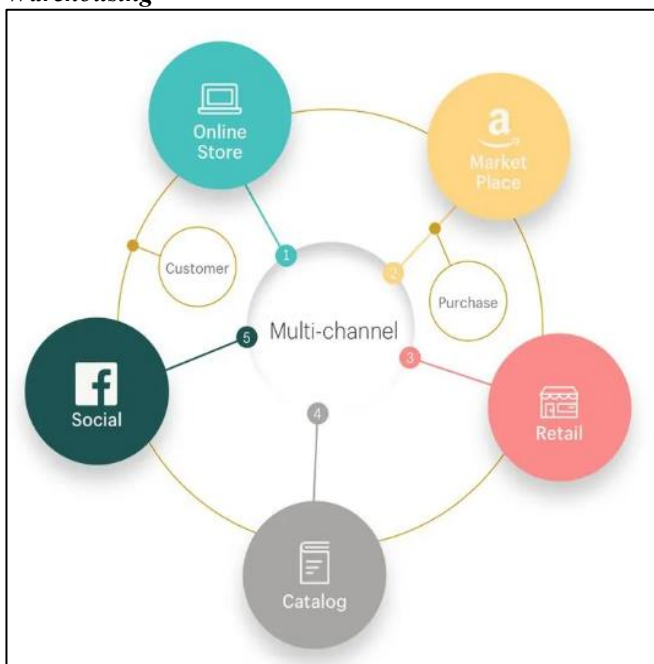 Warehousing
Online
Store
a
Market
Place
1
Customer
2
Purchase
Multi-channel
5
3
f
Social
Retail
4
Catalog